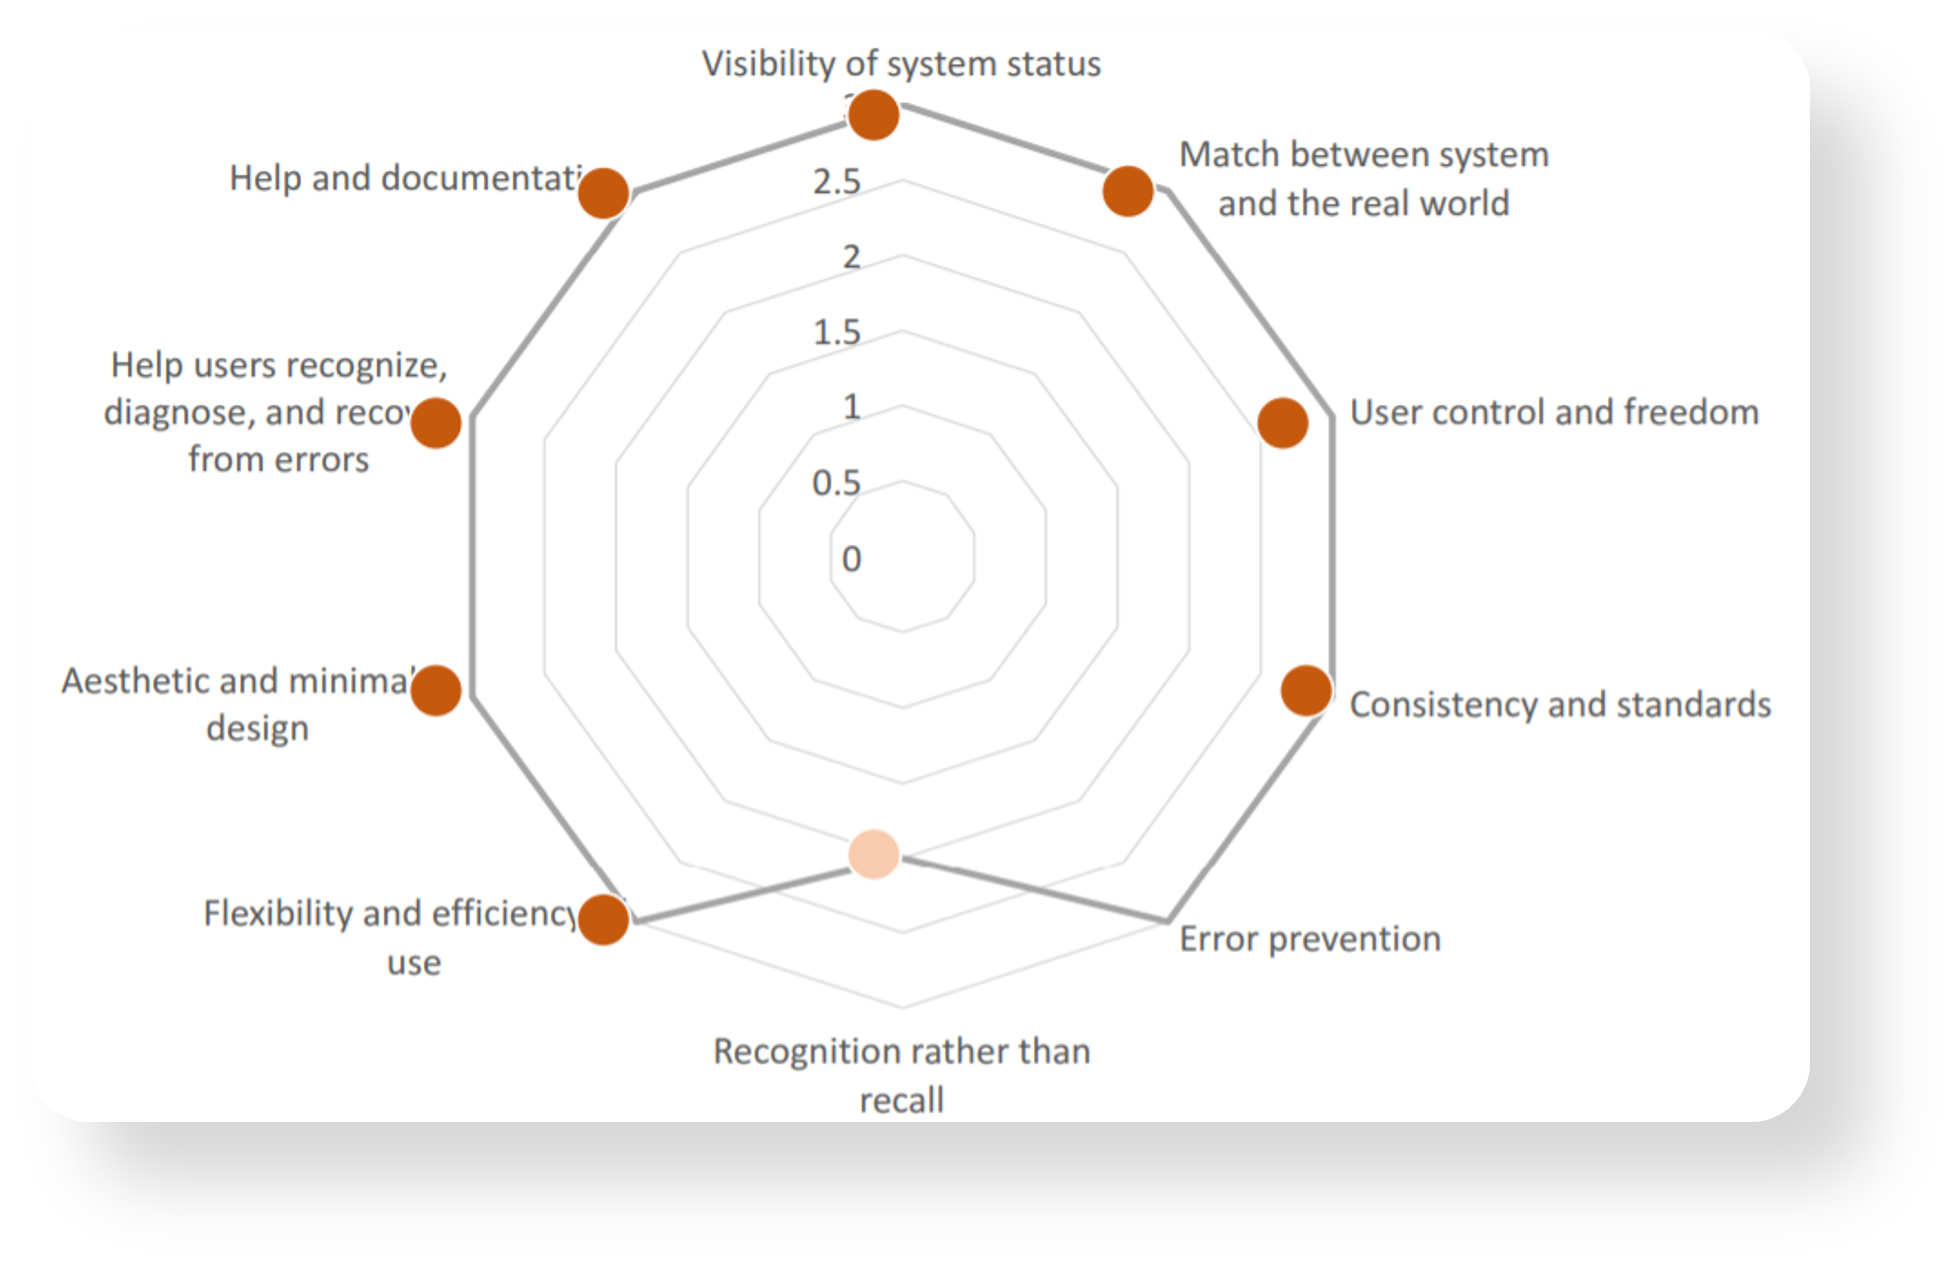 Visibility of system status
2.5
2
1.5
1
0.5
0
Match between system
and the real world
User control and freedom
Consistency and standards
Error prevention
Recognition rather than
recall
Flexibility and efficiency
use
Aesthetic and minimal
design
Help users recognize,
diagnose, and recov
from errors
Help and documentati